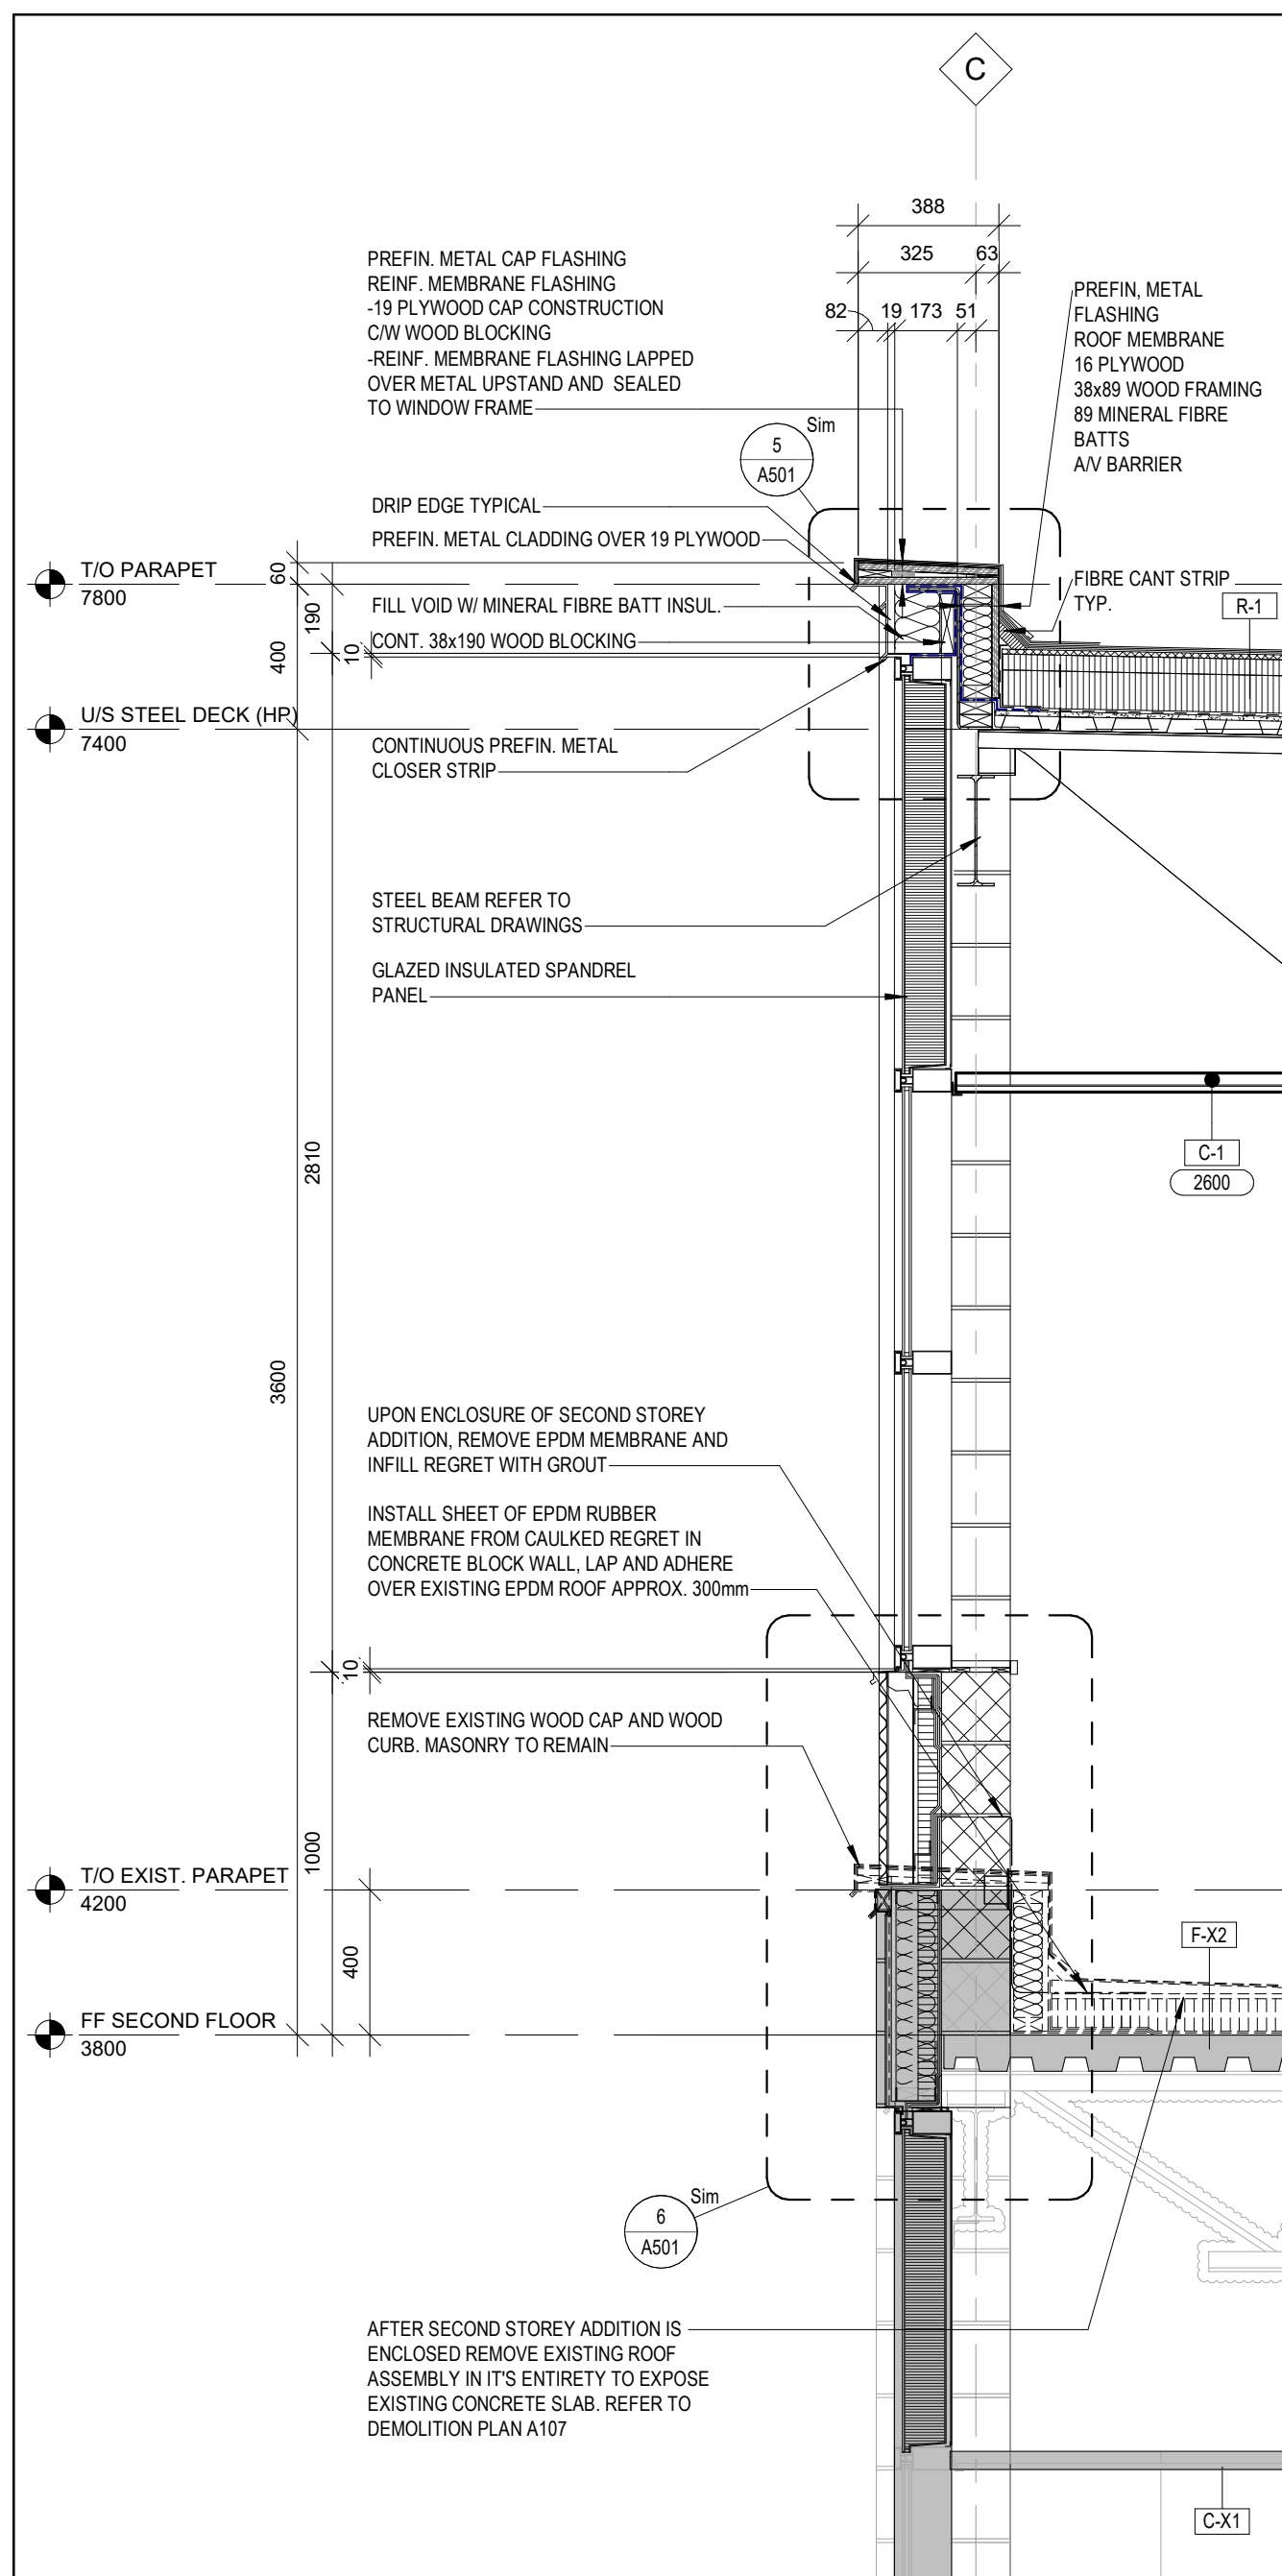 C
388
325 63
82 19 173 51
PREFIN. METAL CAP FLASHING
REINF. MEMBRANE FLASHING
-19 PLYWOOD CAP CONSTRUCTION
C/W WOOD BLOCKING
-REINF. MEMBRANE FLASHING LAPPED
OVER METAL UPSTAND AND SEALED
TO WINDOW FRAME
PREFIN, METAL
FLASHING
ROOF MEMBRANE
16 PLYWOOD
38x89 WOOD FRAMING
89 MINERAL FIBRE
BATTS
A/V BARRIER
5
A501
Sim
DRIP EDGE TYPICAL
PREFIN. METAL CLADDING OVER 19 PLYWOOD
T/O PARAPET
7800
60
190
400
10
FILL VOID W/ MINERAL FIBRE BATT INSUL.
CONT. 38x190 WOOD BLOCKING
FIBRE CANT STRIP
TYP.
R-1
U/S STEEL DECK (HP)
7400
CONTINUOUS PREFIN. METAL
CLOSER STRIP
STEEL BEAM REFER TO
STRUCTURAL DRAWINGS
GLAZED INSULATED SPANDREL
PANEL
C-1
2600
2810
3600
UPON ENCLOSURE OF SECOND STOREY
ADDITION, REMOVE EPDM MEMBRANE AND
INFILL REGRET WITH GROUT
INSTALL SHEET OF EPDM RUBBER
MEMBRANE FROM CAULKED REGRET IN
CONCRETE BLOCK WALL, LAP AND ADHERE
OVER EXISTING EPDM ROOF APPROX. 300mm
10
REMOVE EXISTING WOOD CAP AND WOOD
CURB. MASONRY TO REMAIN
1000
T/O EXIST. PARAPET
4200
400
F-X2
FF SECOND FLOOR
3800
Sim
6
A501
AFTER SECOND STOREY ADDITION IS
ENCLOSED REMOVE EXISTING ROOF
ASSEMBLY IN IT'S ENTIRETY TO EXPOSE
EXISTING CONCRETE SLAB. REFER TO
DEMOLITION PLAN A107
C-X1